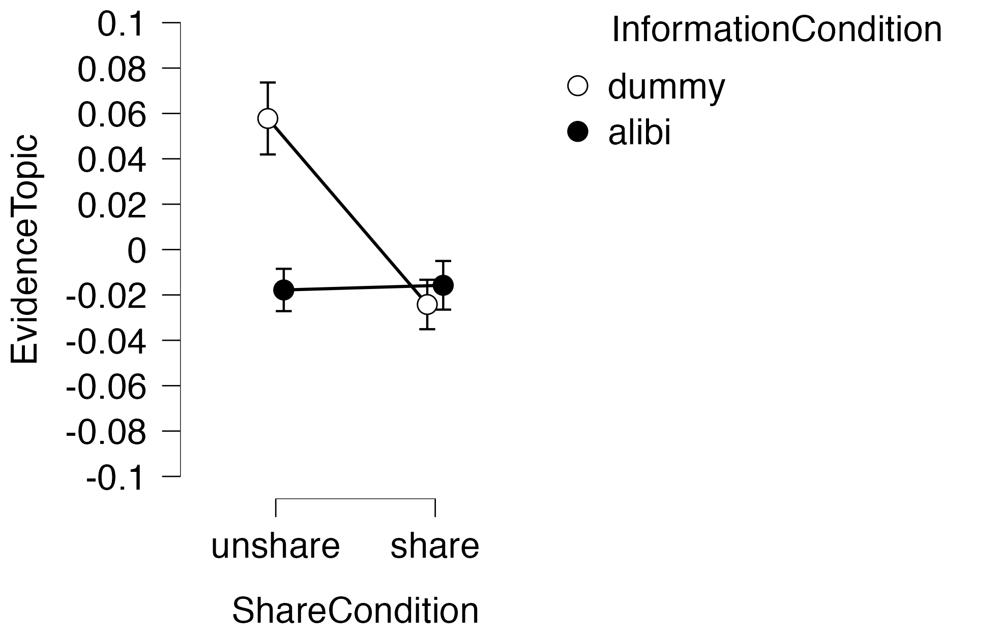 0.1
0.08
0.06
0.04
0.02
0
-0.02
-0.04
-0.06
-0.08
-0.1
EvidenceTopic
unshare share
ShareCondition
InformationCondition
dummy
alibi